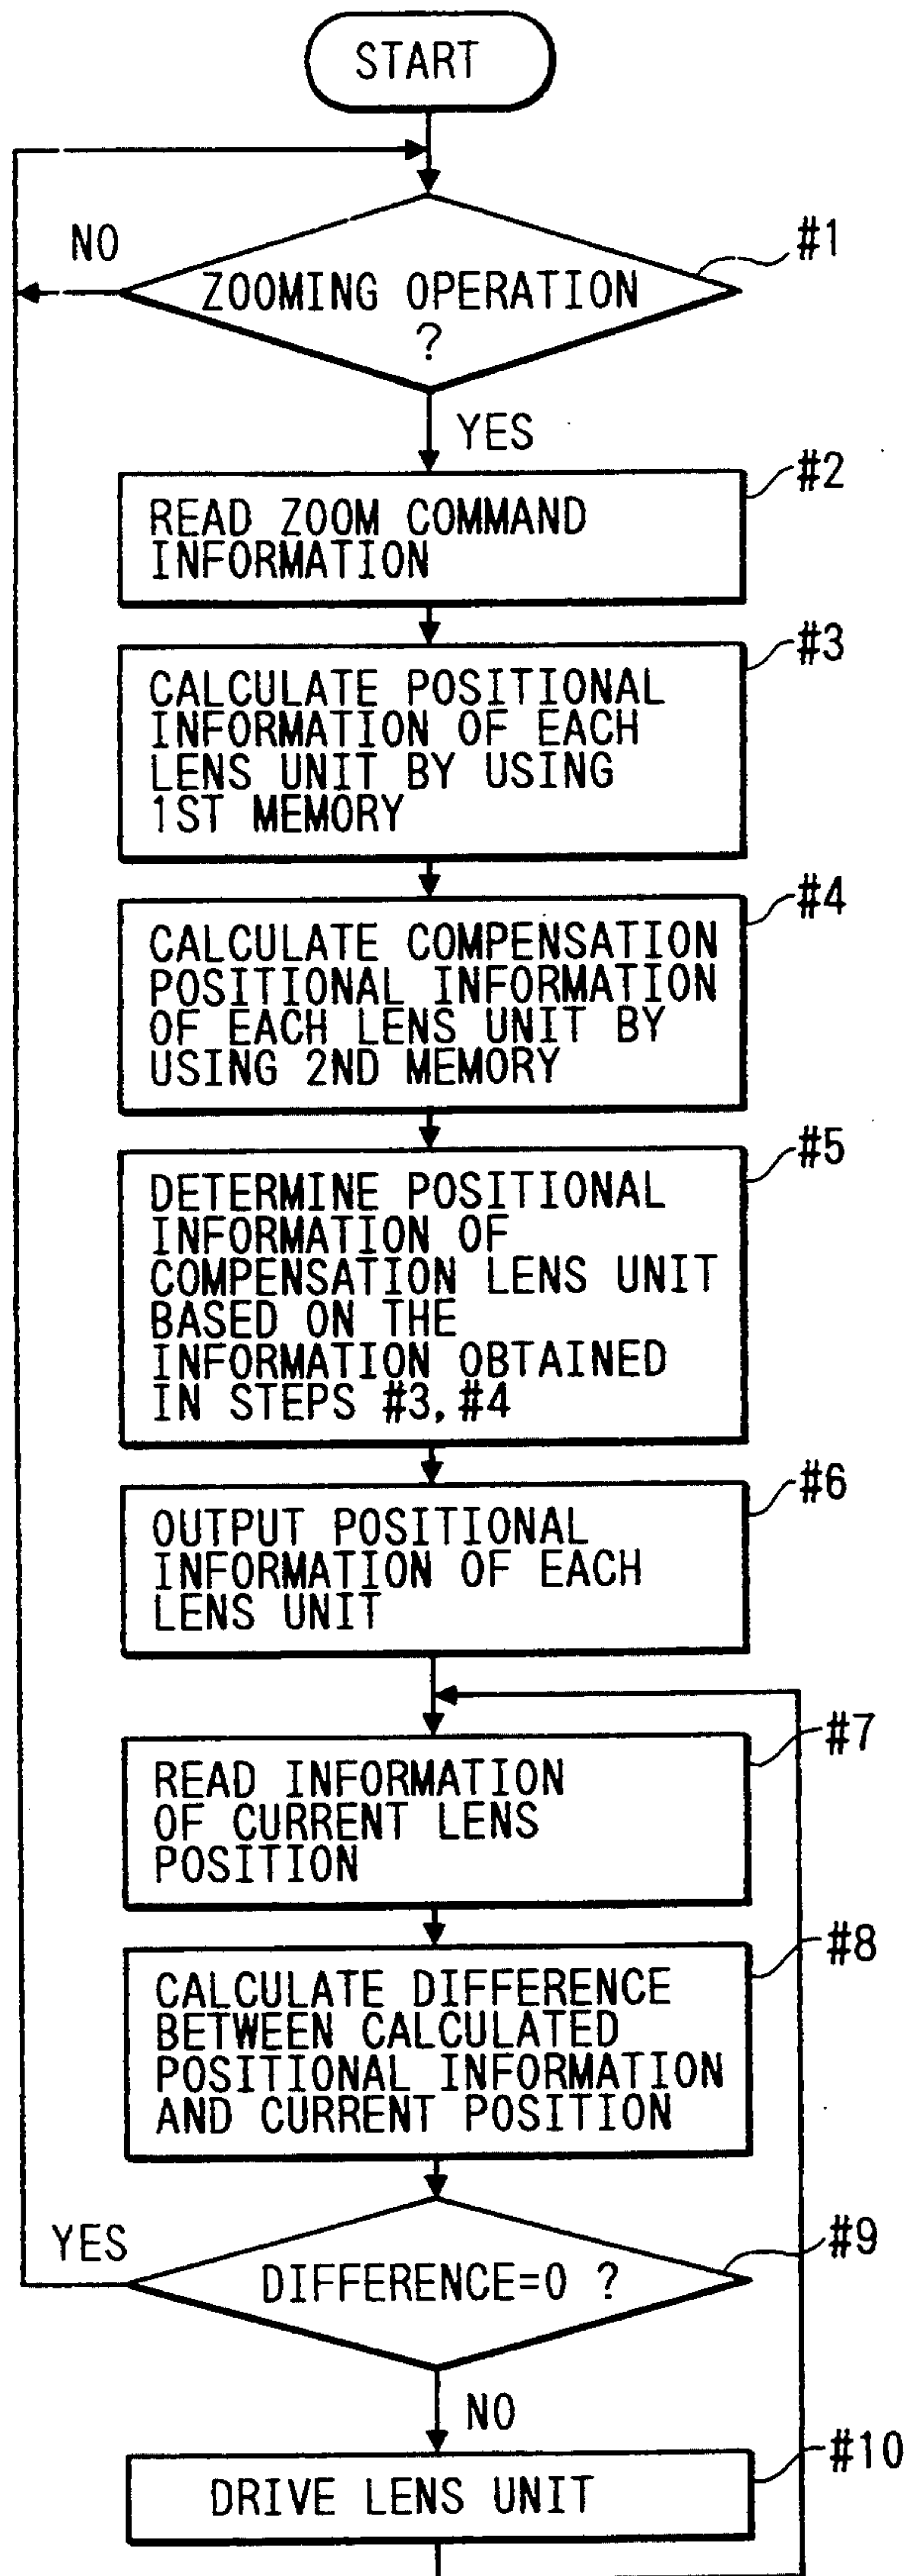 START
NO
#1
ZOOMING OPERATION
?
YES
#2
READ ZOOM COMMAND
INFORMATION
#3
CALCULATE POSITIONAL
INFORMATION OF EACH
LENS UNIT BY USING
1ST MEMORY
#4
CALCULATE COMPENSATION
POSITIONAL INFORMATION
OF EACH LENS UNIT BY
USING 2ND MEMORY
#5
DETERMINE POSITIONAL
INFORMATION OF
COMPENSATION LENS UNIT
BASED ON THE
INFORMATION OBTAINED
IN STEPS #3, #4
#6
OUTPUT POSITIONAL
INFORMATION OF EACH
LENS UNIT
#7
READ INFORMATION
OF CURRENT LENS
POSITION
#8
CALCULATE DIFFERENCE
BETWEEN CALCULATED
POSITIONAL INFORMATION
AND CURRENT POSITION
YES
#9
DIFFERENCE=0 ?
NO
#10
DRIVE LENS UNIT